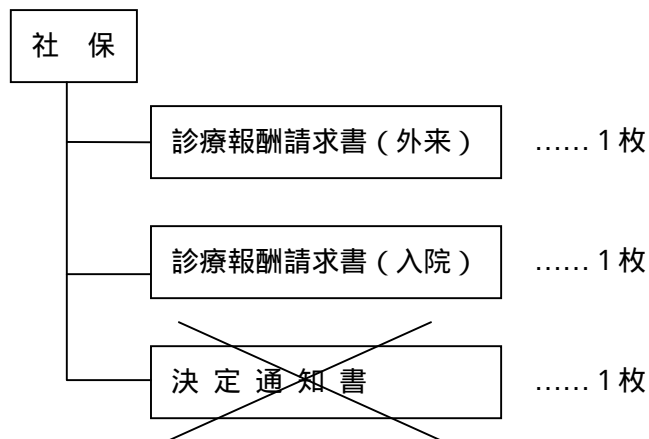 社　保
診療報酬請求書（外来） ……１枚
診療報酬請求書（入院） ……１枚
決 定 通 知 書 ……１枚